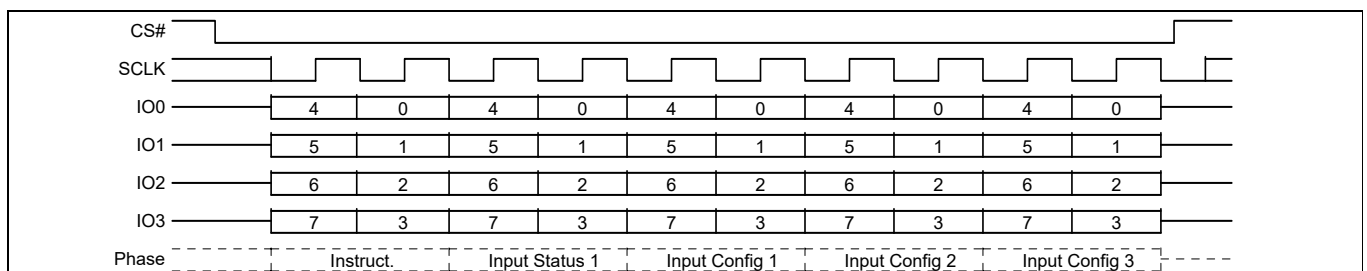 CS#
SCLK
IO0 4 0 4 0 4 0 4 0 4 0
IO1 5 1 5 1 5 1 5 1 5 1
IO2 6 2 6 2 6 2 6 2 6 2
IO3 7 3 7 3 7 3 7 3 7 3
Phase Instruct. Input Status 1 Input Config 1 Input Config 2 Input Config 3